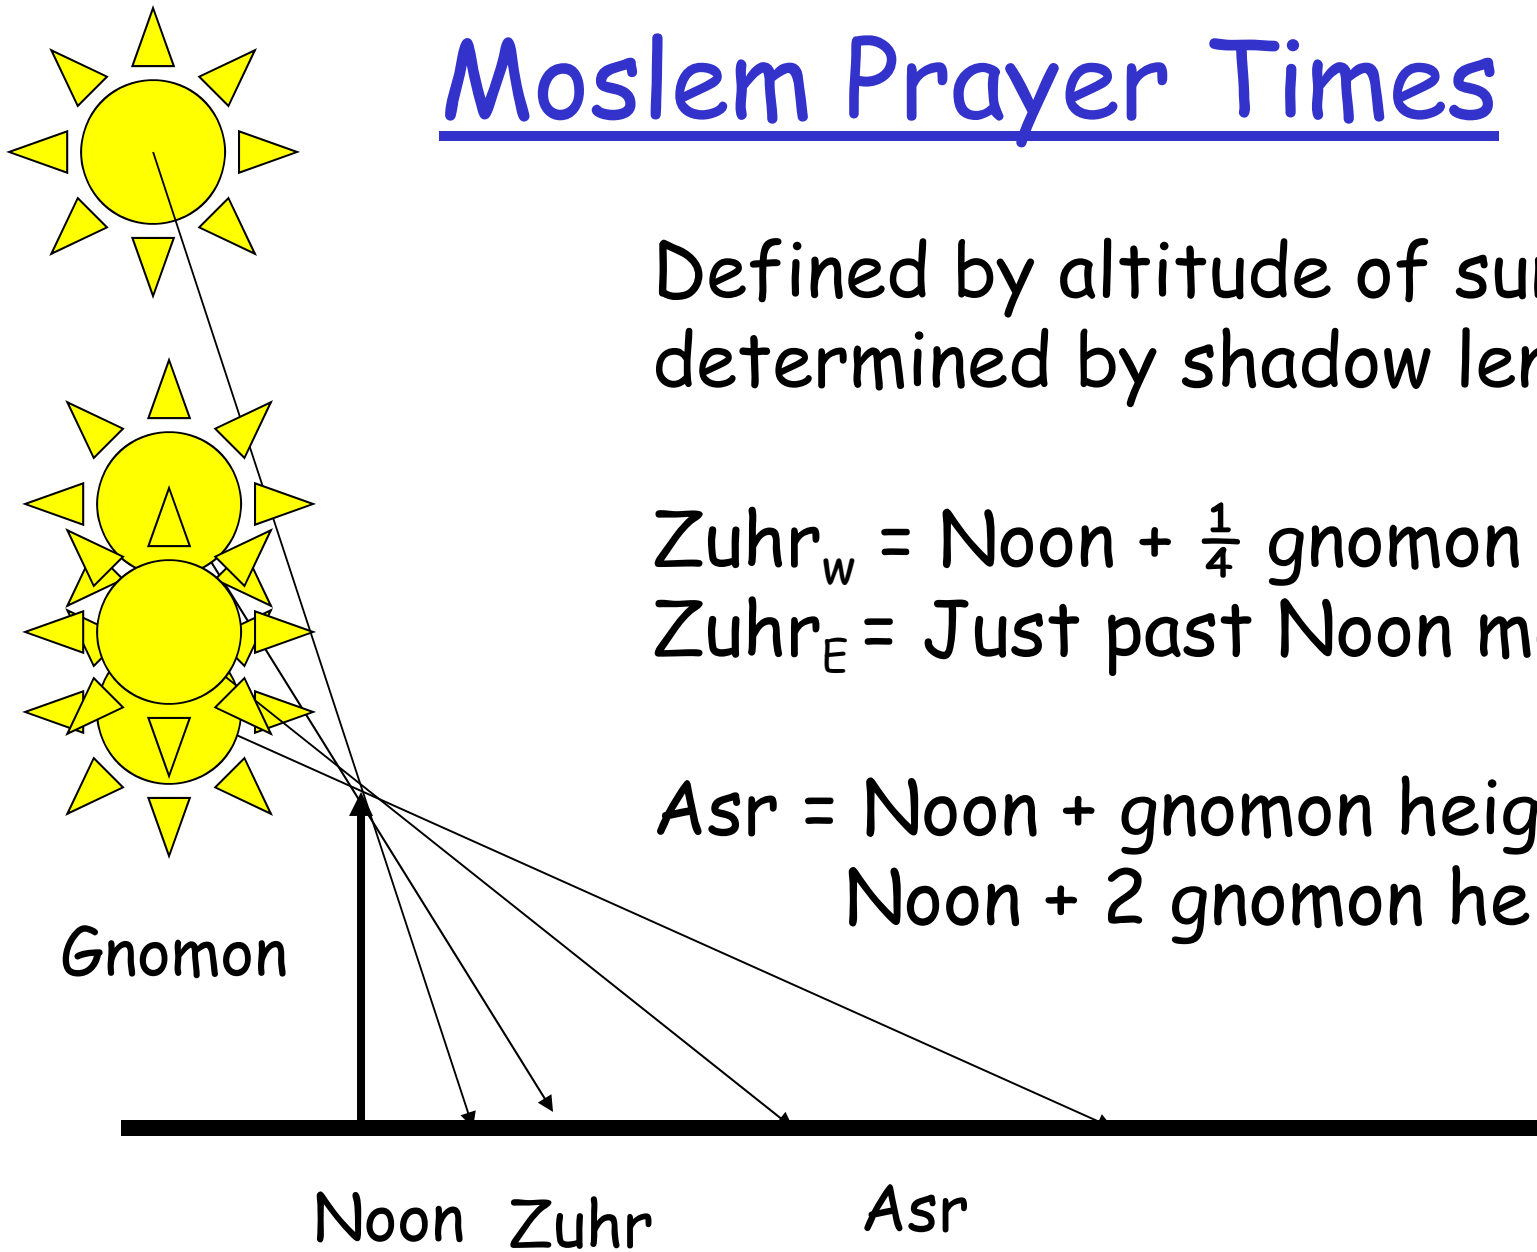 Moslem Prayer Times
Defined by altitude of su
determined by shadow le
Zuhrw = Noon + ¼ gnomon
ZuhrE = Just past Noon m
Asr = Noon + gnomon heig
Noon + 2 gnomon he
Gnomon
Noon Zuhr Asr